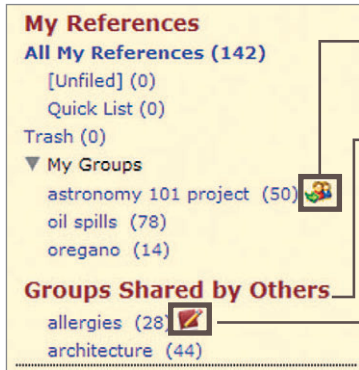 My References
All My References (142)
[Unfiled] (0)
Quick List (0)
Trash (0)
My Groups
astronomy 101 project (50)
oil spills (78)
oregano (14)
Groups Shared by Others
allergies (28)
architecture (44)